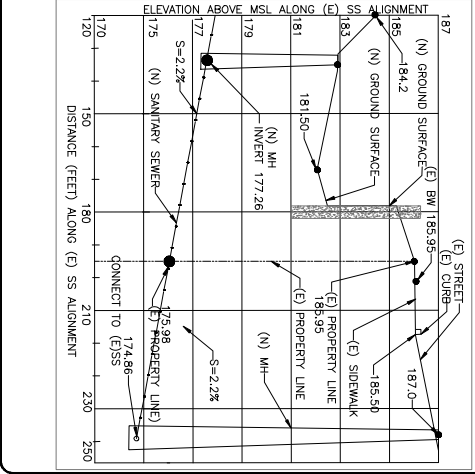 ELEVATION ABOVE MSL ALONG (E) SS ALIGNMENT
170
175
177
179
181
183
185
187
120
150
180
210
230
250
DISTANCE (FEET) ALONG (E) SS ALIGNMENT
184.2
(N) GROUND SURFACE
(N) GROUND SURFACE
181.50
(N) MH
INVERT 177.26
S=2.2%
(N) SANITARY SEWER
(E) BW 185.95
(E) STREET
(E) CURB
187.0
185.50
(E) SIDEWALK
(E) PROPERTY LINE
185.95
(E) PROPERTY LINE
(N) MH
S=2.2%
175.98
(E) PROPERTY LINE)
CONNECT TO (E)SS
174.86